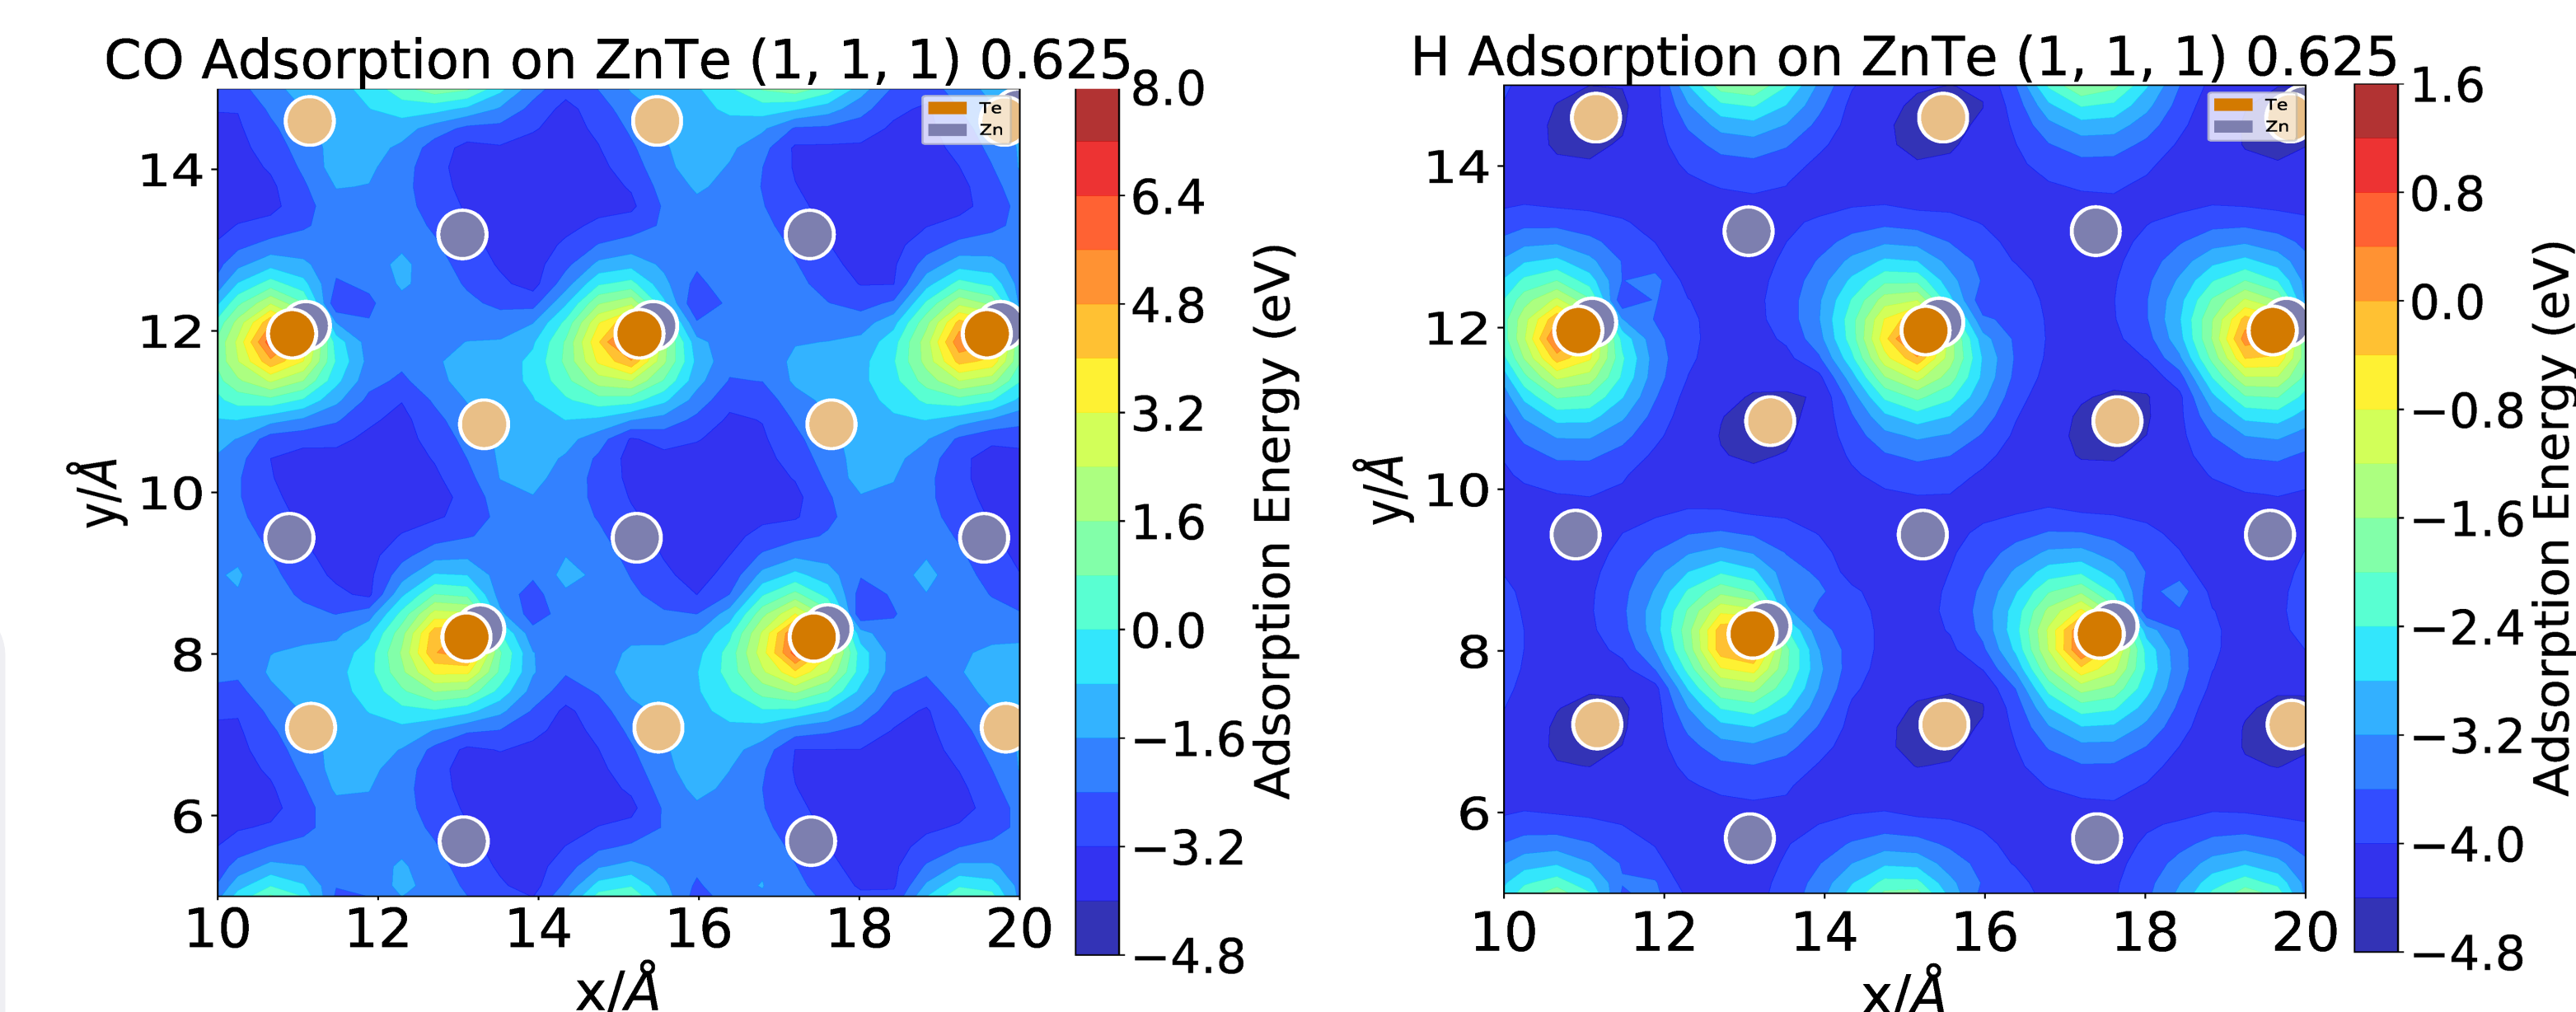 CO Adsorption on ZnTe (1, 1, 1) 0.625
Te
Zn
14
12
10
8
6
y/Å
10 12 14 16 18 20
x/Å
8.0
6.4
4.8
3.2
1.6
0.0
−1.6
−3.2
−4.8
Adsorption Energy (eV)
H Adsorption on ZnTe (1, 1, 1) 0.625
Te
Zn
14
12
10
8
6
y/Å
10 12 14 16 18 20
x/Å
1.6
0.8
0.0
−0.8
−1.6
−2.4
−3.2
−4.0
−4.8
Adsorption Energy (eV)